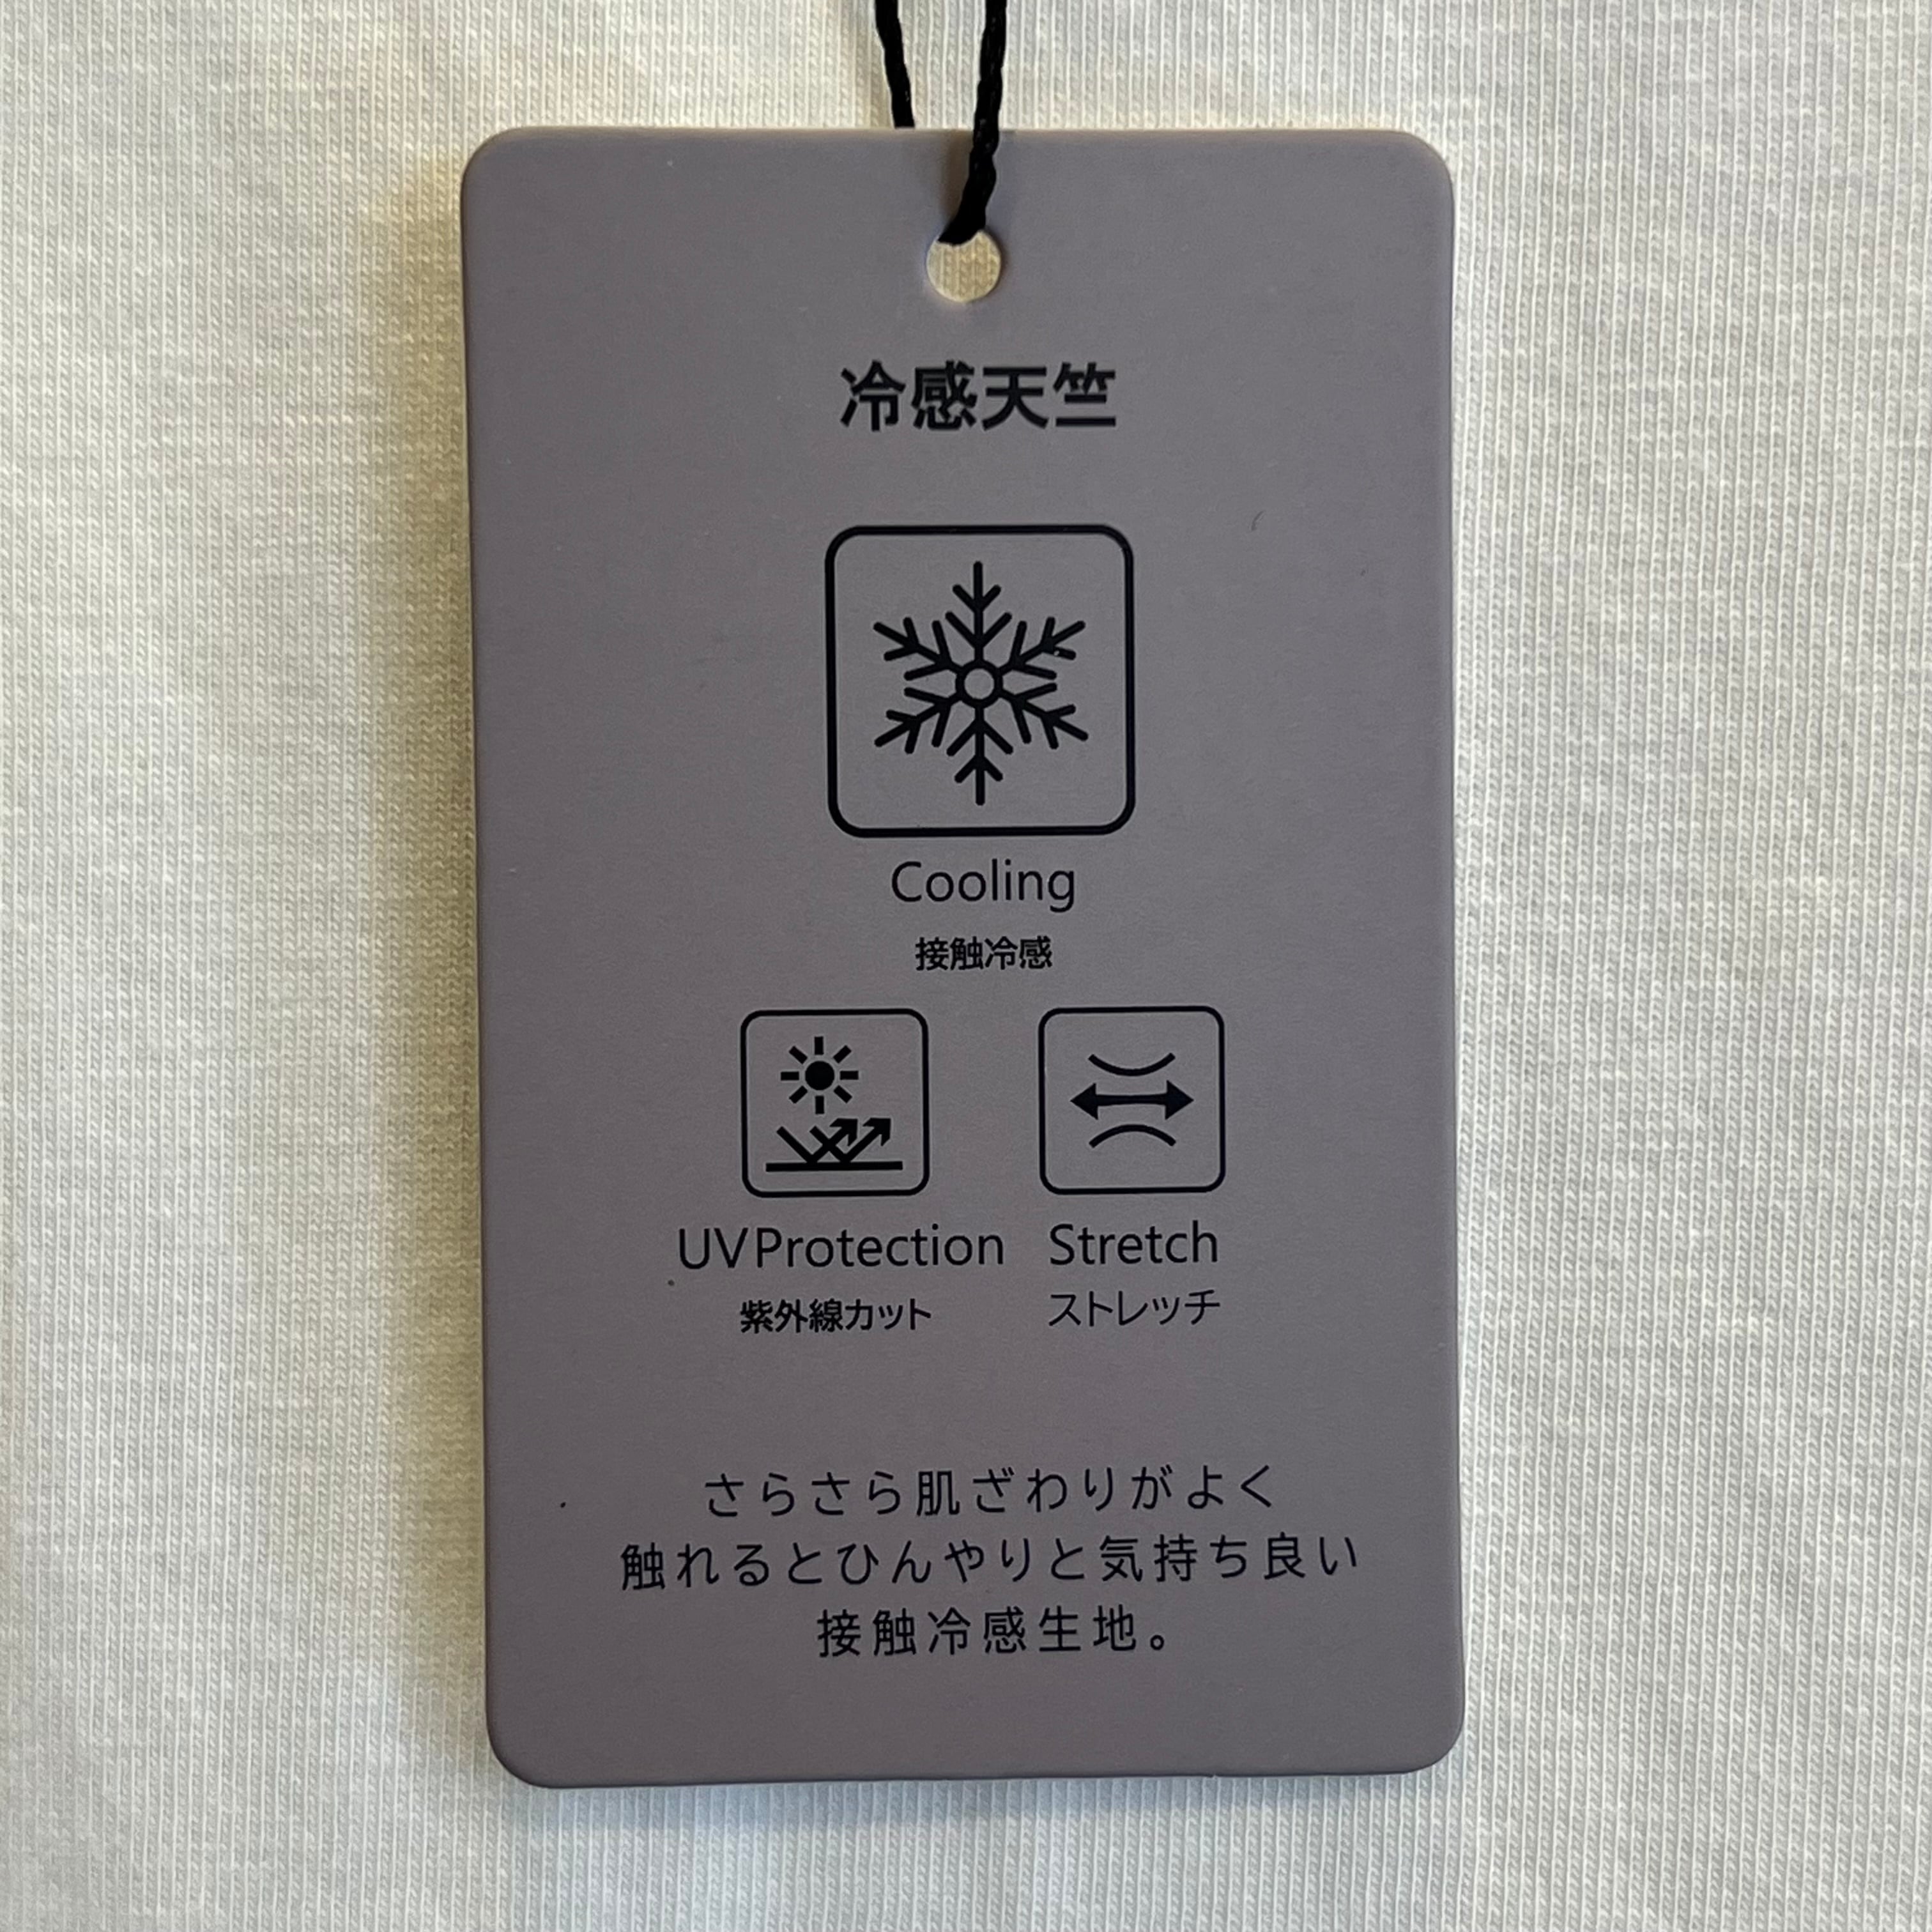 冷感天竺
Cooling
接触冷感
UVProtection
紫外線カット
Stretch
ストレッチ
さらさら肌ざわりがよく
触れるとひんやりと気持ち良い
接触冷感生地。